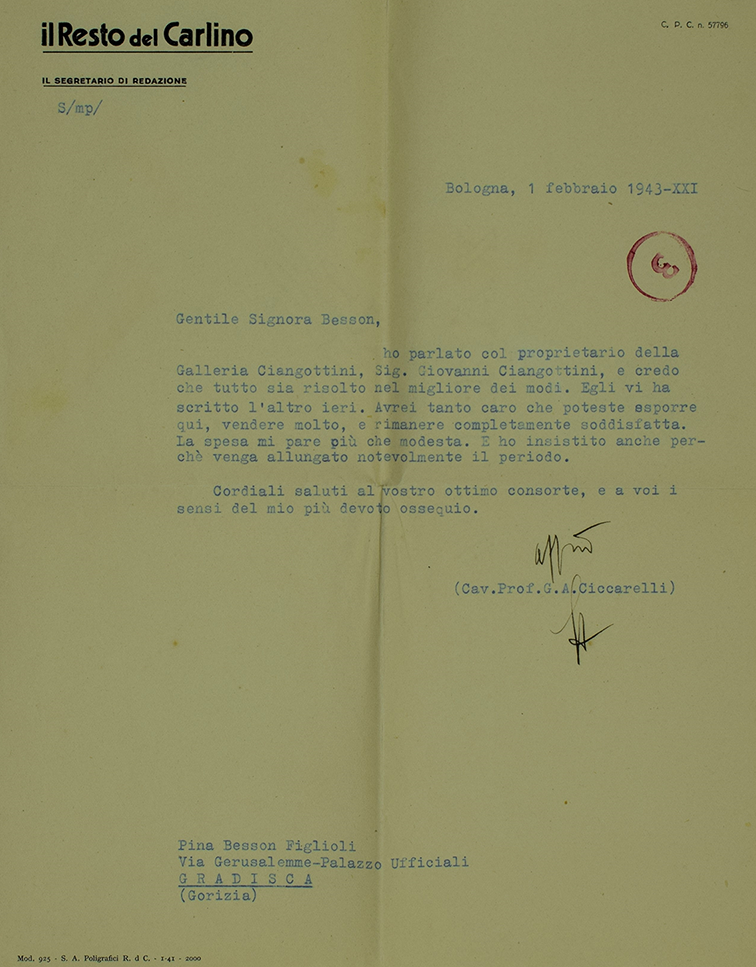 il Resto del Carlino
C. P. C. n. 57796
IL SEGRETARIO DI REDAZIONE
S/mp/
Bologna, 1 febbraio 1943-XXI
Gentile Signora Besson,
ho parlato col proprietario della
Galleria Ciangottini, Sig. Giovanni Ciangottini, e credo
che tutto sia risolto nel migliore dei modi. Egli vi ha
scritto l'altro ieri. Avrei tanto caro che poteste esporre
qui, vendere molto, e rimanere completamente soddisfatta.
La spesa mi pare più che modesta. E ho insistito anche per-
chè venga allungato notevolmente il periodo.
Cordiali saluti al vostro ottimo consorte, e a voi i
sensi del mio più devoto ossequio.
(Cav.Prof.G.A.Ciccarelli)
Pina Besson Figlioli
Via Gerusalemme-Palazzo Ufficiali
G R A D I S C A
(Gorizia)
Mod. 925 - S. A. Poligrafici R. d C. - 1-41 - 2000